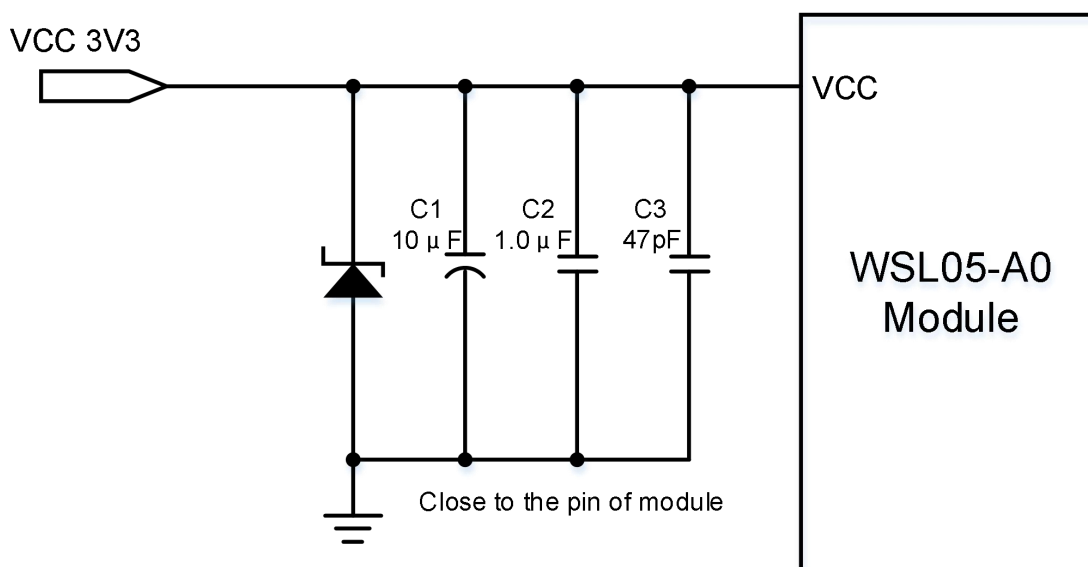 VCC 3V3
VCC
C1
10 μ F
C2
1.0 μ F
C3
47pF
WSL05-A0
Module
Close to the pin of module